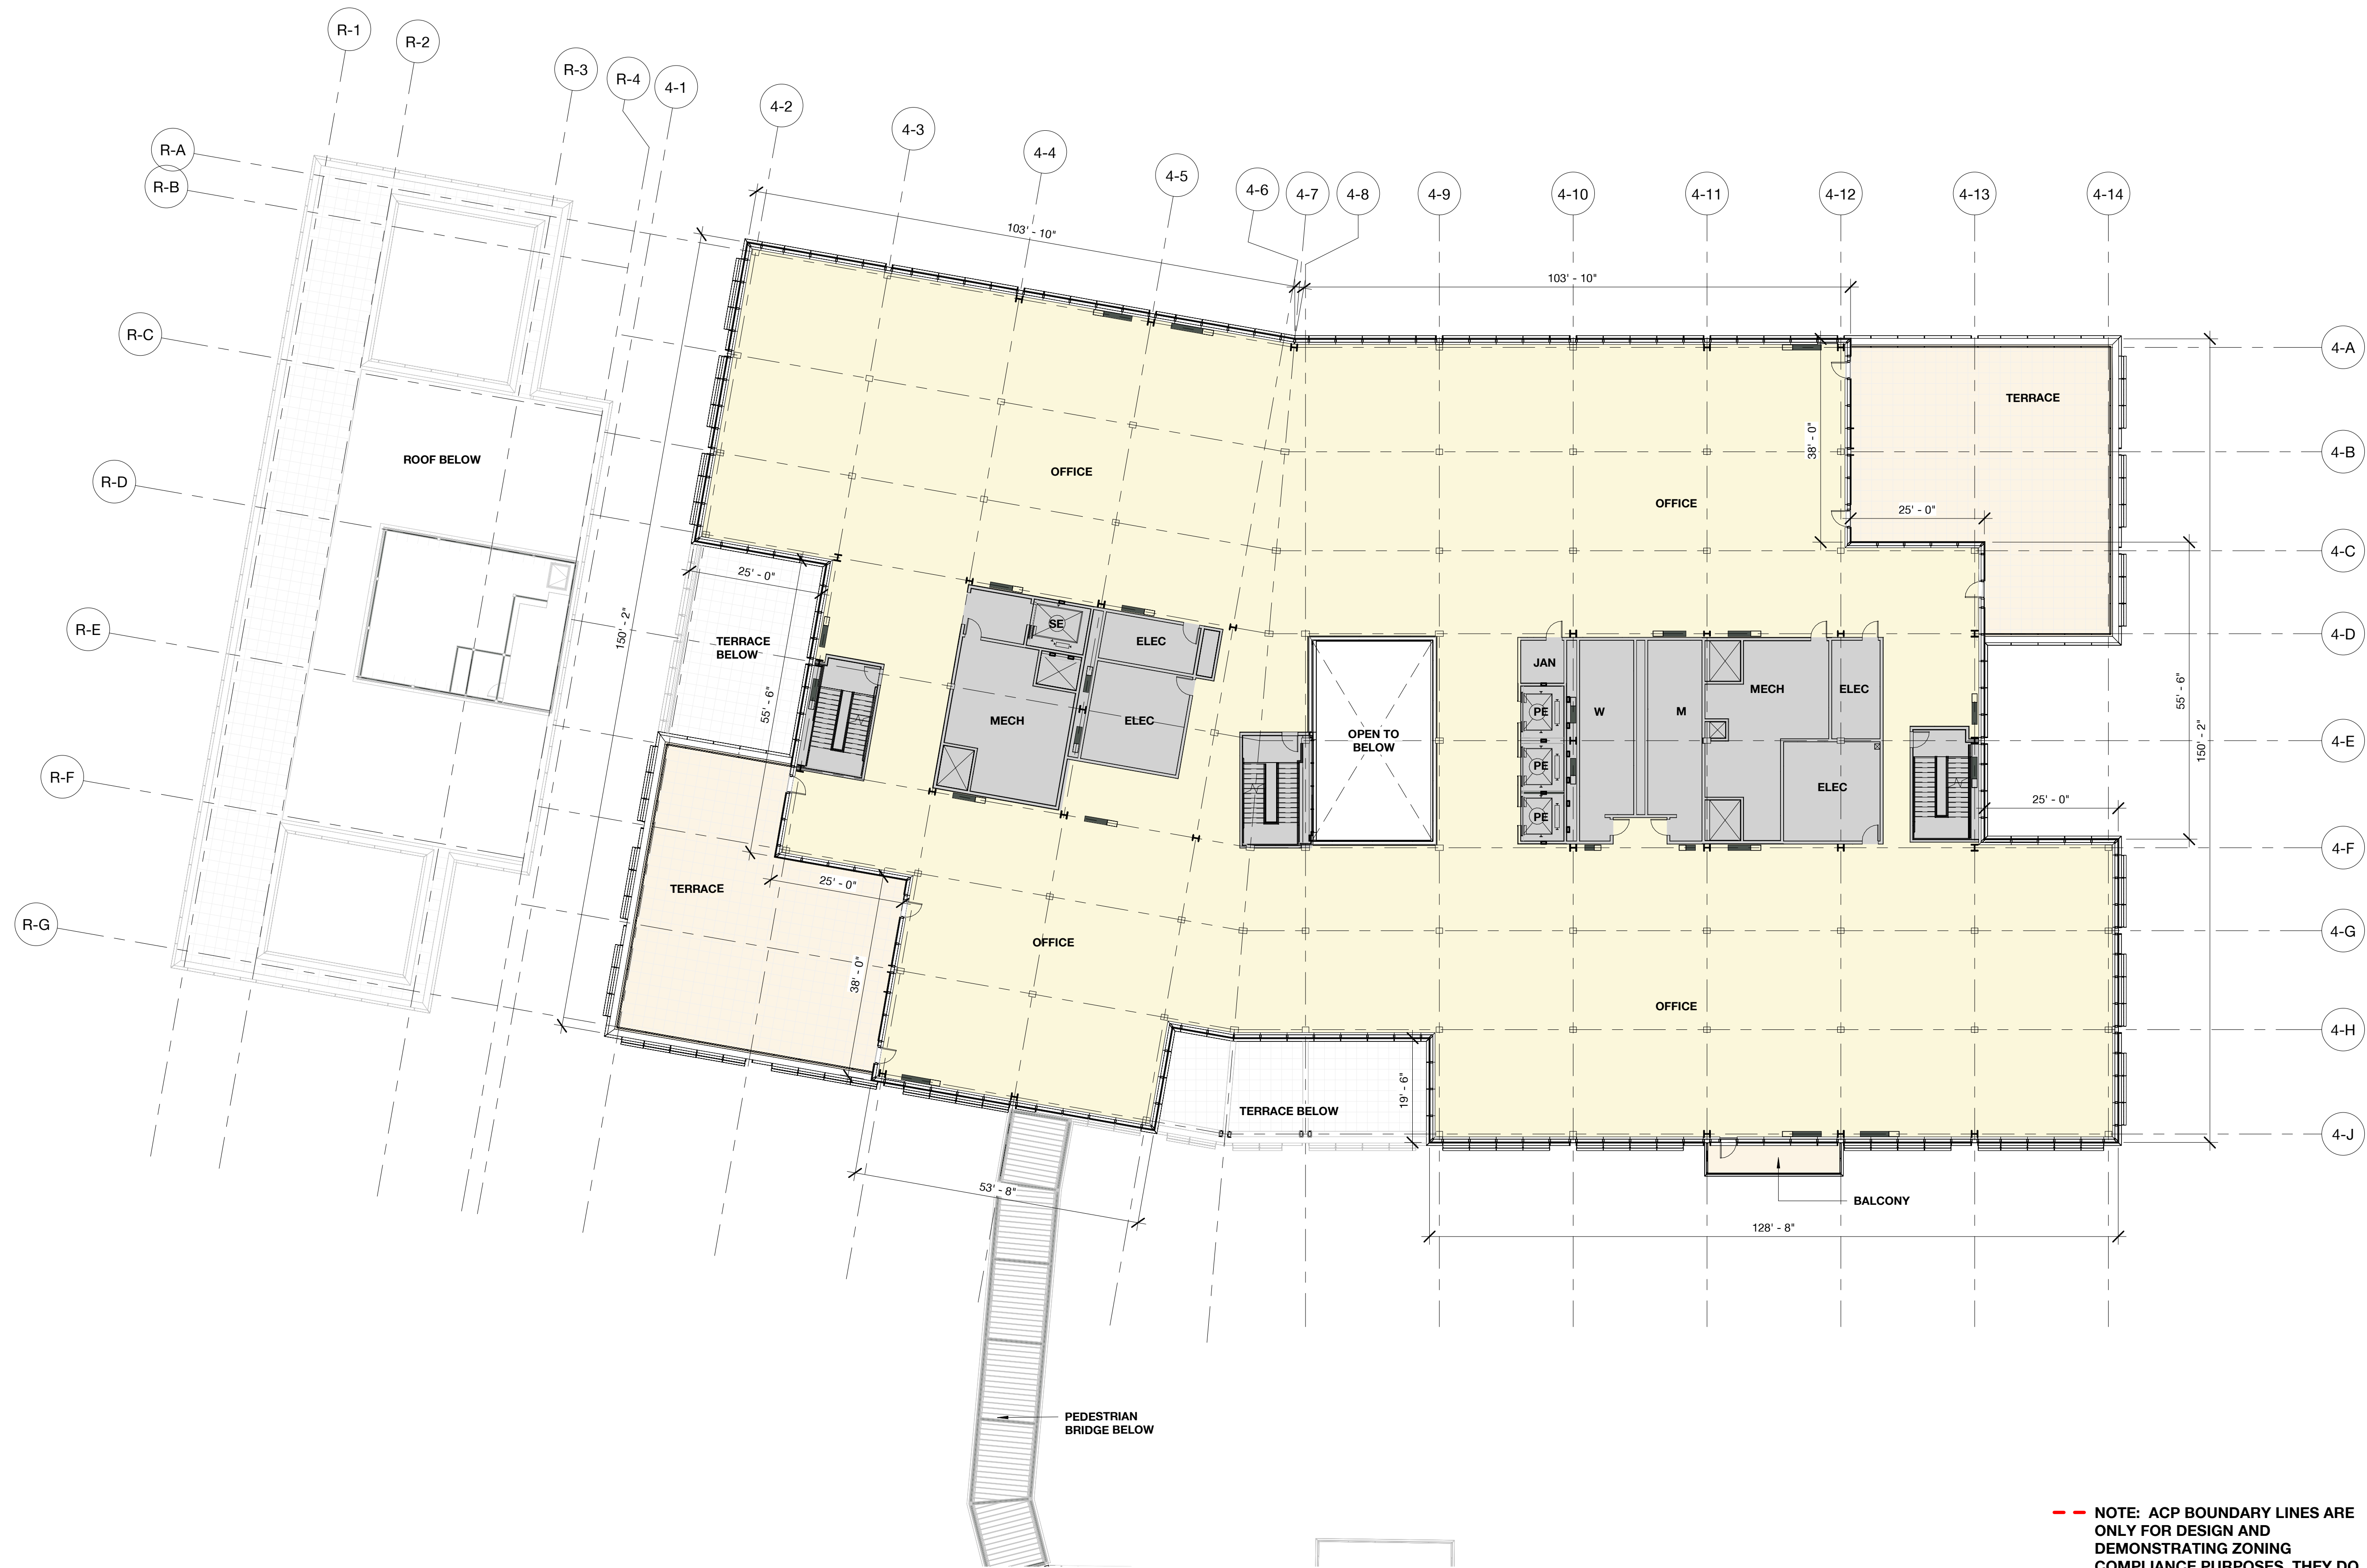 R-1
R-2
R-3
R-4
4-1
4-2
4-3
4-4
4-5
4-6
4-7
4-8
4-9
4-10
4-11
4-12
4-13
4-14
R-A
R-B
R-C
R-D
R-E
R-F
R-G
4-A
4-B
4-C
4-D
4-E
4-F
4-G
4-H
4-J
103' - 10"
103' - 10"
150' - 2"
25' - 0"
55' - 6"
25' - 0"
38' - 0"
53' - 8"
38' - 0"
25' - 0"
55' - 6"
150' - 2"
25' - 0"
19' - 6"
128' - 8"
ROOF BELOW
OFFICE
OFFICE
TERRACE
TERRACE
BELOW
SE
ELEC
MECH
ELEC
OPEN TO
BELOW
JAN
PE
PE
PE
W
M
MECH
ELEC
ELEC
TERRACE
OFFICE
OFFICE
TERRACE BELOW
BALCONY
PEDESTRIAN
BRIDGE BELOW
NOTE: ACP BOUNDARY LINES ARE
ONLY FOR DESIGN AND
DEMONSTRATING ZONING
COMPLIANCE PURPOSES. THEY DO